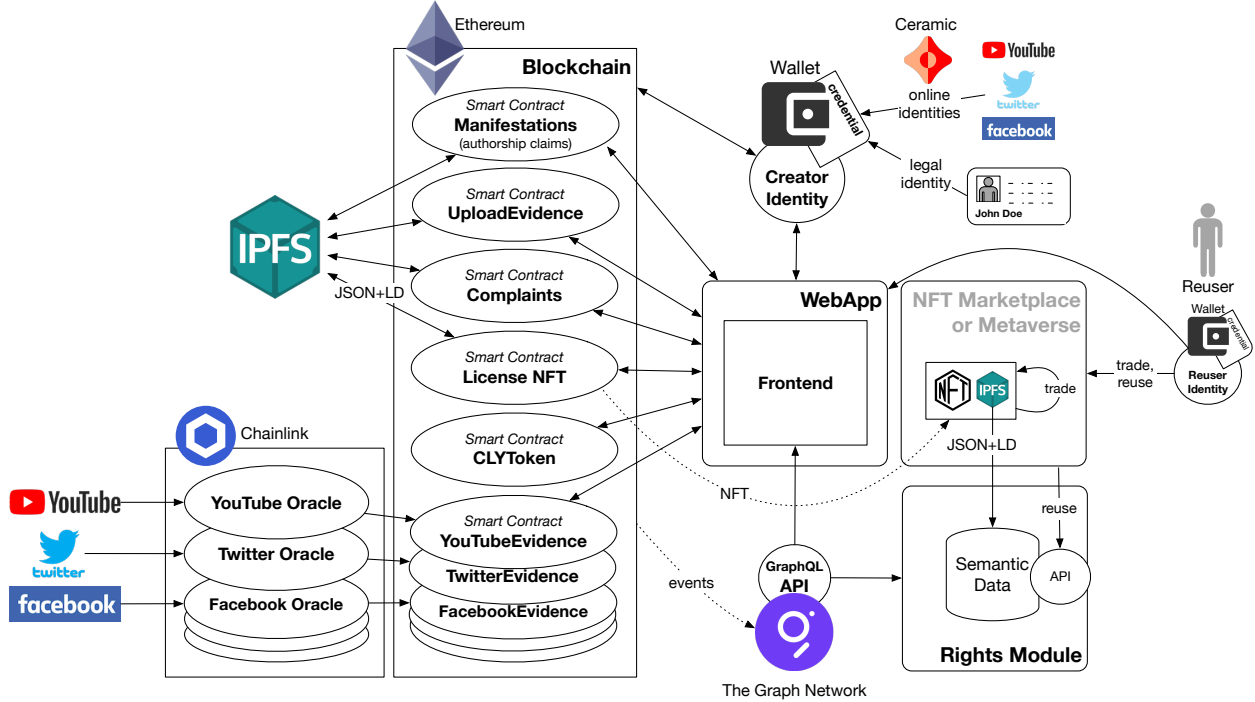 Ethereum
Blockchain
Smart Contract
Manifestations
(authorship claims)
Smart Contract
UploadEvidence
Smart Contract
Complaints
Smart Contract
License NFT
Smart Contract
CLYToken
Smart Contract
YouTubeEvidence
TwitterEvidence
FacebookEvidence
IPFS
JSON+LD
Chainlink
YouTube Oracle
Twitter Oracle
Facebook Oracle
YouTube
twitter
facebook
Wallet
credential
Creator
Identity
Ceramic
online
identities
YouTube
twitter
facebook
legal
identity
John Doe
WebApp
Frontend
NFT Marketplace
or Metaverse
NFT
IPFS
trade
JSON+LD
trade,
reuse
Reuser
Wallet
credential
Reuser
Identity
NFT
events
GraphQL
API
The Graph Network
reuse
Semantic
Data
API
Rights Module